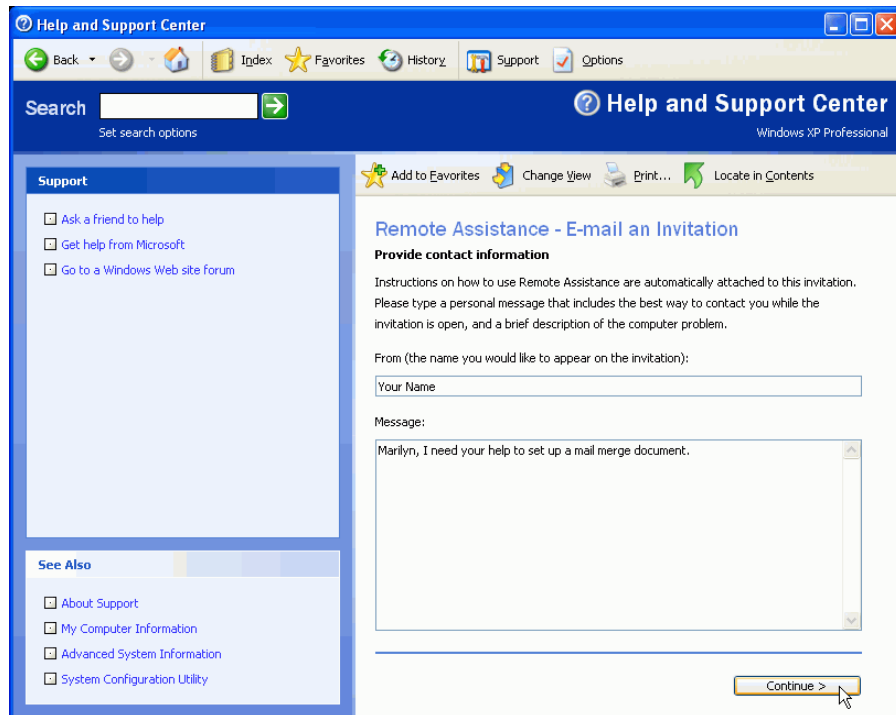 Help and Support Center
Back
Index
Favorites
History
Support
Options
Search
Set search options
Help and Support Center
Windows XP Professional
Support
Ask a friend to help
Get help from Microsoft
Go to a Windows Web site forum
See Also
About Support
My Computer Information
Advanced System Information
System Configuration Utility
Add to Favorites
Change View
Print...
Locate in Contents
Remote Assistance - E-mail an Invitation
Provide contact information
Instructions on how to use Remote Assistance are automatically attached to this invitation.
Please type a personal message that includes the best way to contact you while the
invitation is open, and a brief description of the computer problem.
From (the name you would like to appear on the invitation):
Your Name
Message:
Marilyn, I need your help to set up a mail merge document.
Continue >